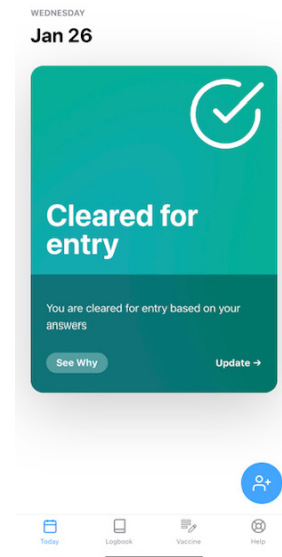 WEDNESDAY
Jan 26
Cleared for
entry
You are cleared for entry based on your
answers
See Why
Update →
Today
Logbook
Vaccine
Help